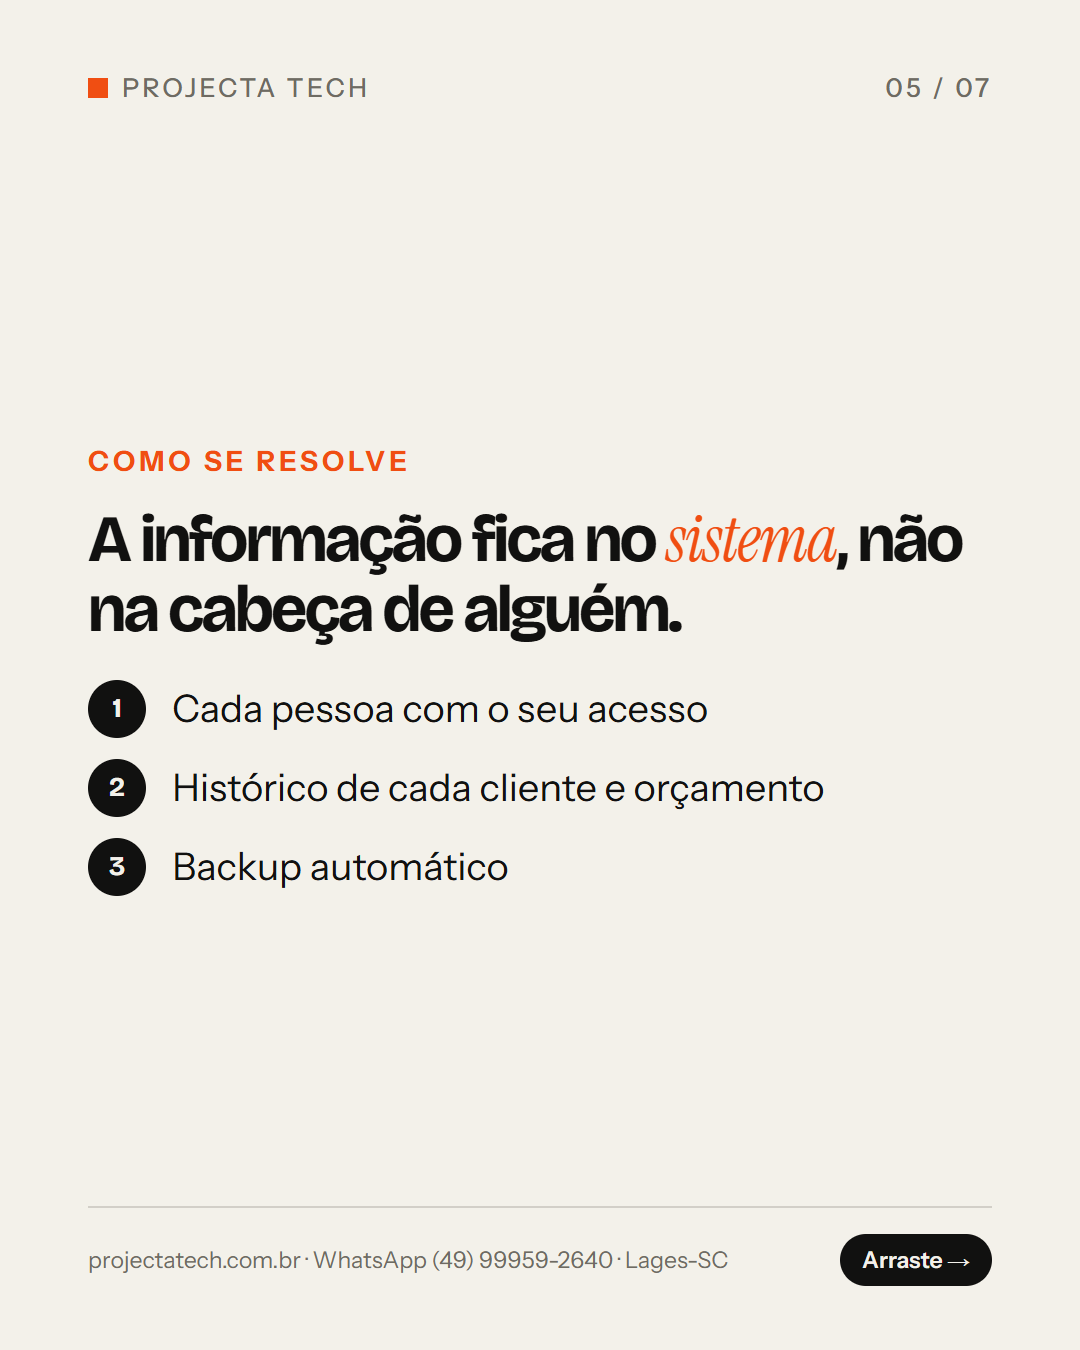 PROJECTA TECH
05 / 07
COMO SE RESOLVE
A informação fica no sistema, não
na cabeça de alguém.
1 Cada pessoa com o seu acesso
2 Histórico de cada cliente e orçamento
3 Backup automático
projectatech.com.br · WhatsApp (49) 99959-2640 · Lages-SC
Arraste →